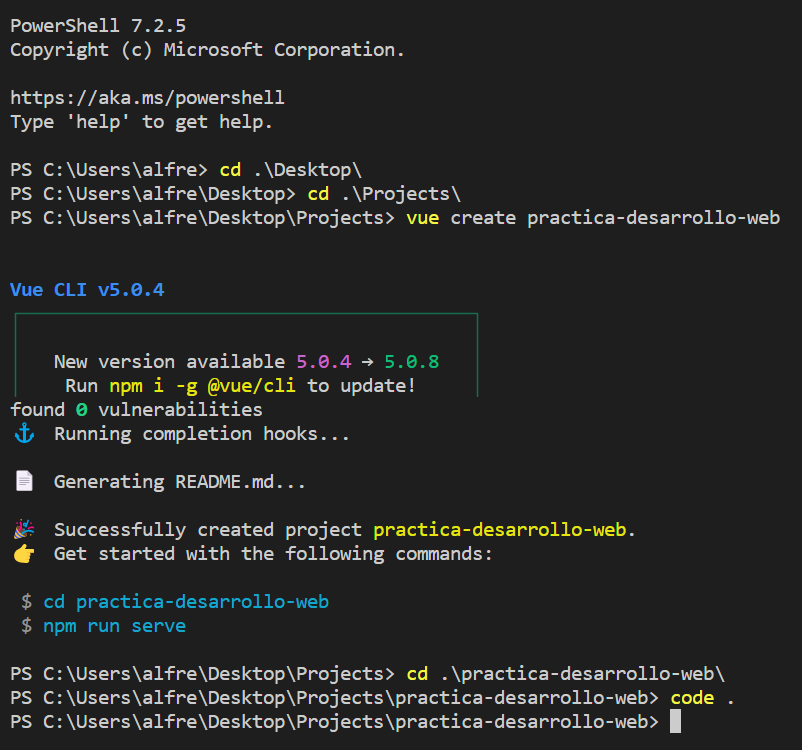 PowerShell 7.2.5
Copyright (c) Microsoft Corporation.
https://aka.ms/powershell
Type 'help' to get help.
PS C:\Users\alfre> cd .\Desktop\
PS C:\Users\alfre\Desktop> cd .\Projects\
PS C:\Users\alfre\Desktop\Projects> vue create practica-desarrollo-web
Vue CLI v5.0.4
New version available 5.0.4 → 5.0.8
Run npm i -g @vue/cli to update!
found 0 vulnerabilities
⚓ Running completion hooks...
📄 Generating README.md...
🎉 Successfully created project practica-desarrollo-web.
👉 Get started with the following commands:
$ cd practica-desarrollo-web
$ npm run serve
PS C:\Users\alfre\Desktop\Projects> cd .\practica-desarrollo-web\
PS C:\Users\alfre\Desktop\Projects\practica-desarrollo-web> code .
PS C:\Users\alfre\Desktop\Projects\practica-desarrollo-web>